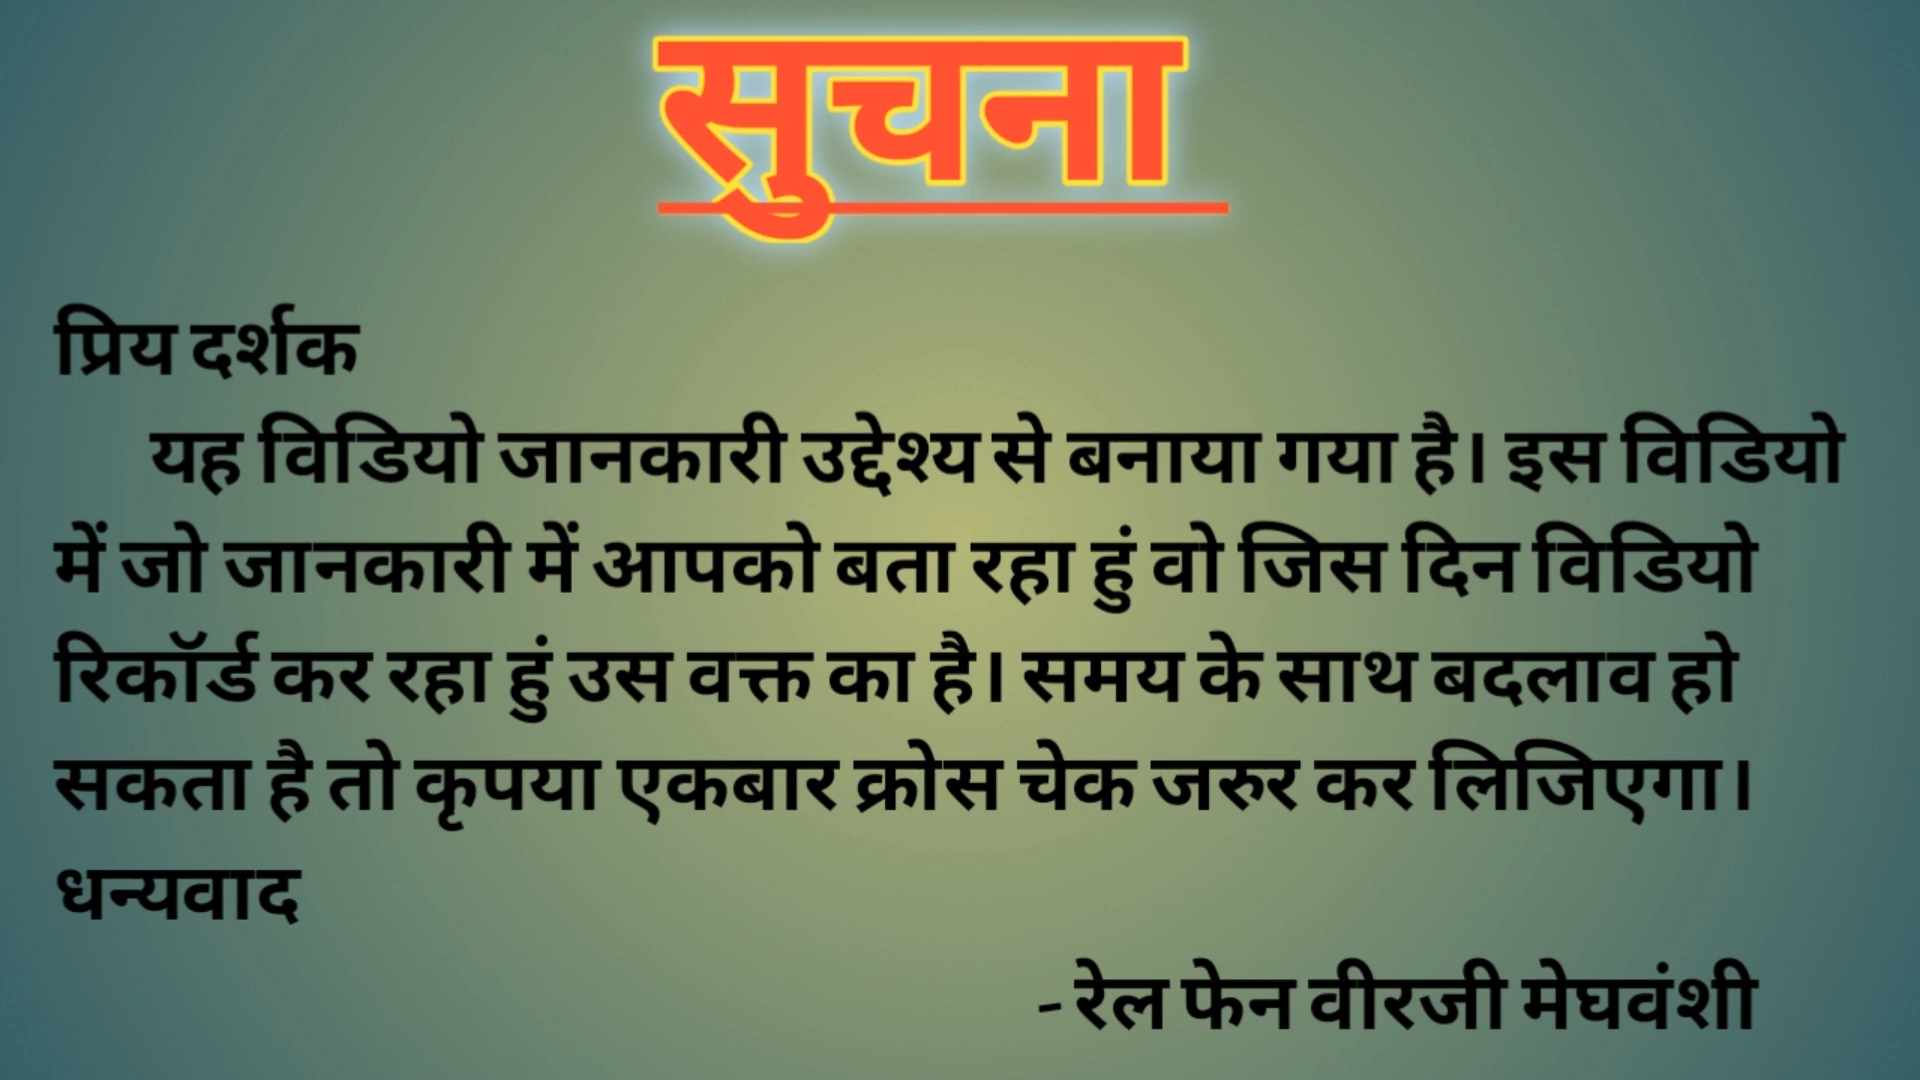 सुचना
प्रिय दर्शक
यह विडियो जानकारी उद्देश्य से बनाया गया है। इस विडियो
में जो जानकारी में आपको बता रहा हुं वो जिस दिन विडियो
रिकॉर्ड कर रहा हुं उस वक्त का है। समय के साथ बदलाव हो
सकता है तो कृपया एकबार क्रोस चेक जरुर कर लिजिएगा।
धन्यवाद
- रेल फेन वीरजी मेघवंशी